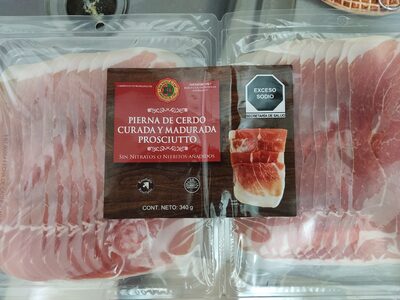 EXCESO
SODIO
SECRETARÍA DE SALUD
PIERNA DE CERDO
CURADA Y MADURADA
PROSCIUTTO
SIN NITRATOS O NITRITOS AÑADIDOS
CONT. NETO: 340 g